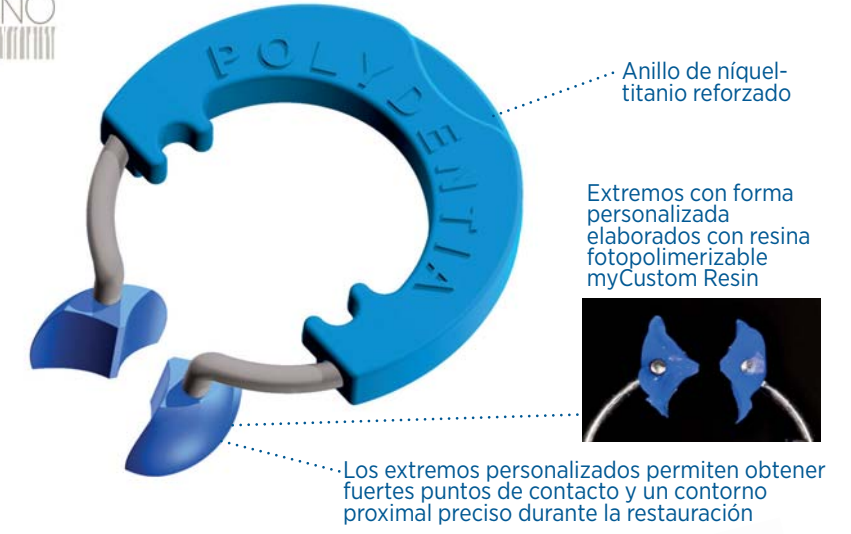 NO
POLYDENTIA
Anillo de níquel-
titanio reforzado
Extremos con forma
personalizada
elaborados con resina
fotopolimerizable
myCustom Resin
Los extremos personalizados permiten obtener
fuertes puntos de contacto y un contorno
proximal preciso durante la restauración